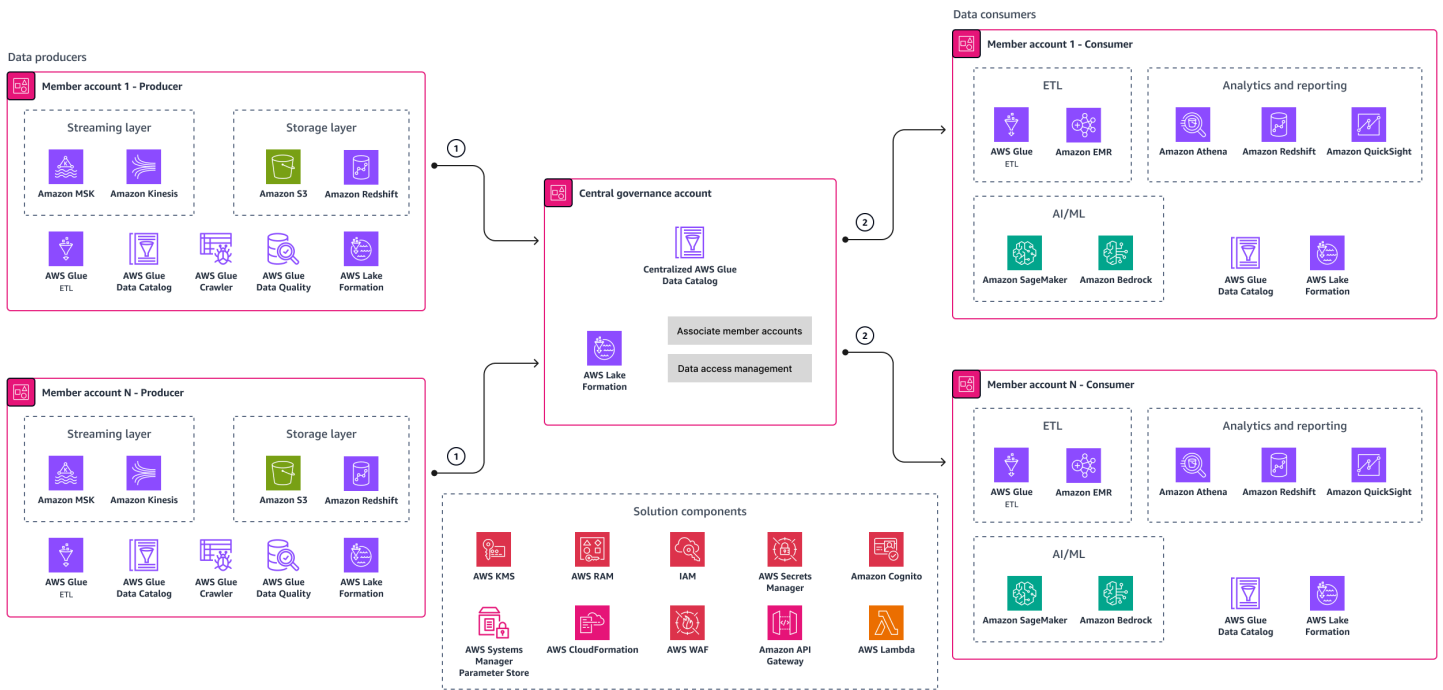 Data producers
Member account 1 - Producer
Streaming layer
Amazon MSK
Amazon Kinesis
Storage layer
Amazon S3
Amazon Redshift
AWS Glue
ETL
AWS Glue
Data Catalog
AWS Glue
Crawler
AWS Glue
Data Quality
AWS Lake
Formation
Member account N - Producer
Streaming layer
Amazon MSK
Amazon Kinesis
Storage layer
Amazon S3
Amazon Redshift
AWS Glue
ETL
AWS Glue
Data Catalog
AWS Glue
Crawler
AWS Glue
Data Quality
AWS Lake
Formation
1
1
Central governance account
Centralized AWS Glue
Data Catalog
AWS Lake
Formation
Associate member accounts
Data access management
2
2
Solution components
AWS KMS
AWS RAM
IAM
AWS Secrets
Manager
Amazon Cognito
AWS Systems
Manager
Parameter Store
AWS CloudFormation
AWS WAF
Amazon API
Gateway
AWS Lambda
Data consumers
Member account 1 - Consumer
ETL
AWS Glue
ETL
Amazon EMR
Analytics and reporting
Amazon Athena
Amazon Redshift
Amazon QuickSight
AI/ML
Amazon SageMaker
Amazon Bedrock
AWS Glue
Data Catalog
AWS Lake
Formation
Member account N - Consumer
ETL
AWS Glue
ETL
Amazon EMR
Analytics and reporting
Amazon Athena
Amazon Redshift
Amazon QuickSight
AI/ML
Amazon SageMaker
Amazon Bedrock
AWS Glue
Data Catalog
AWS Lake
Formation